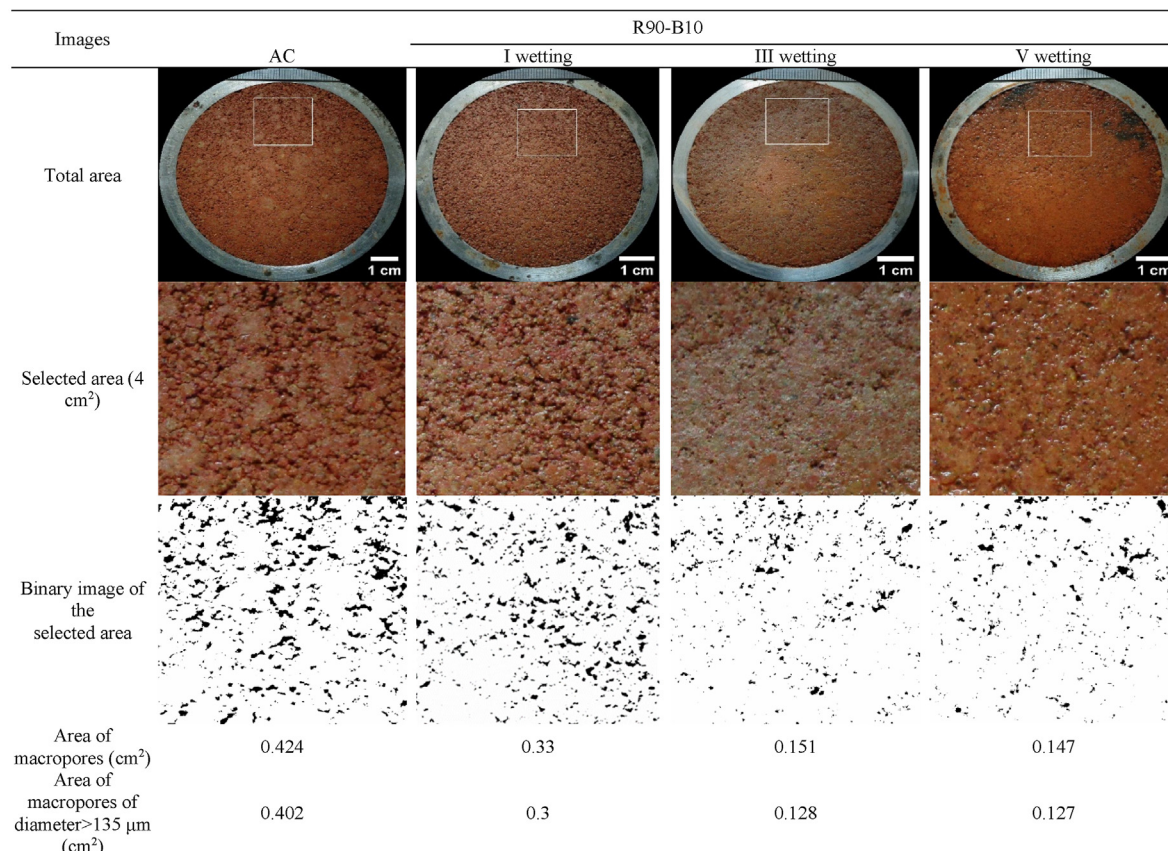 Images
R90-B10
AC
I wetting
III wetting
V wetting
Total area
1 cm
1 cm
1 cm
1 cm
Selected area (4
cm²)
Binary image of
the
selected area
Area of
macropores (cm²)
0.424
0.33
0.151
0.147
Area of
macropores of
diameter>135 μm
(cm²)
0.402
0.3
0.128
0.127